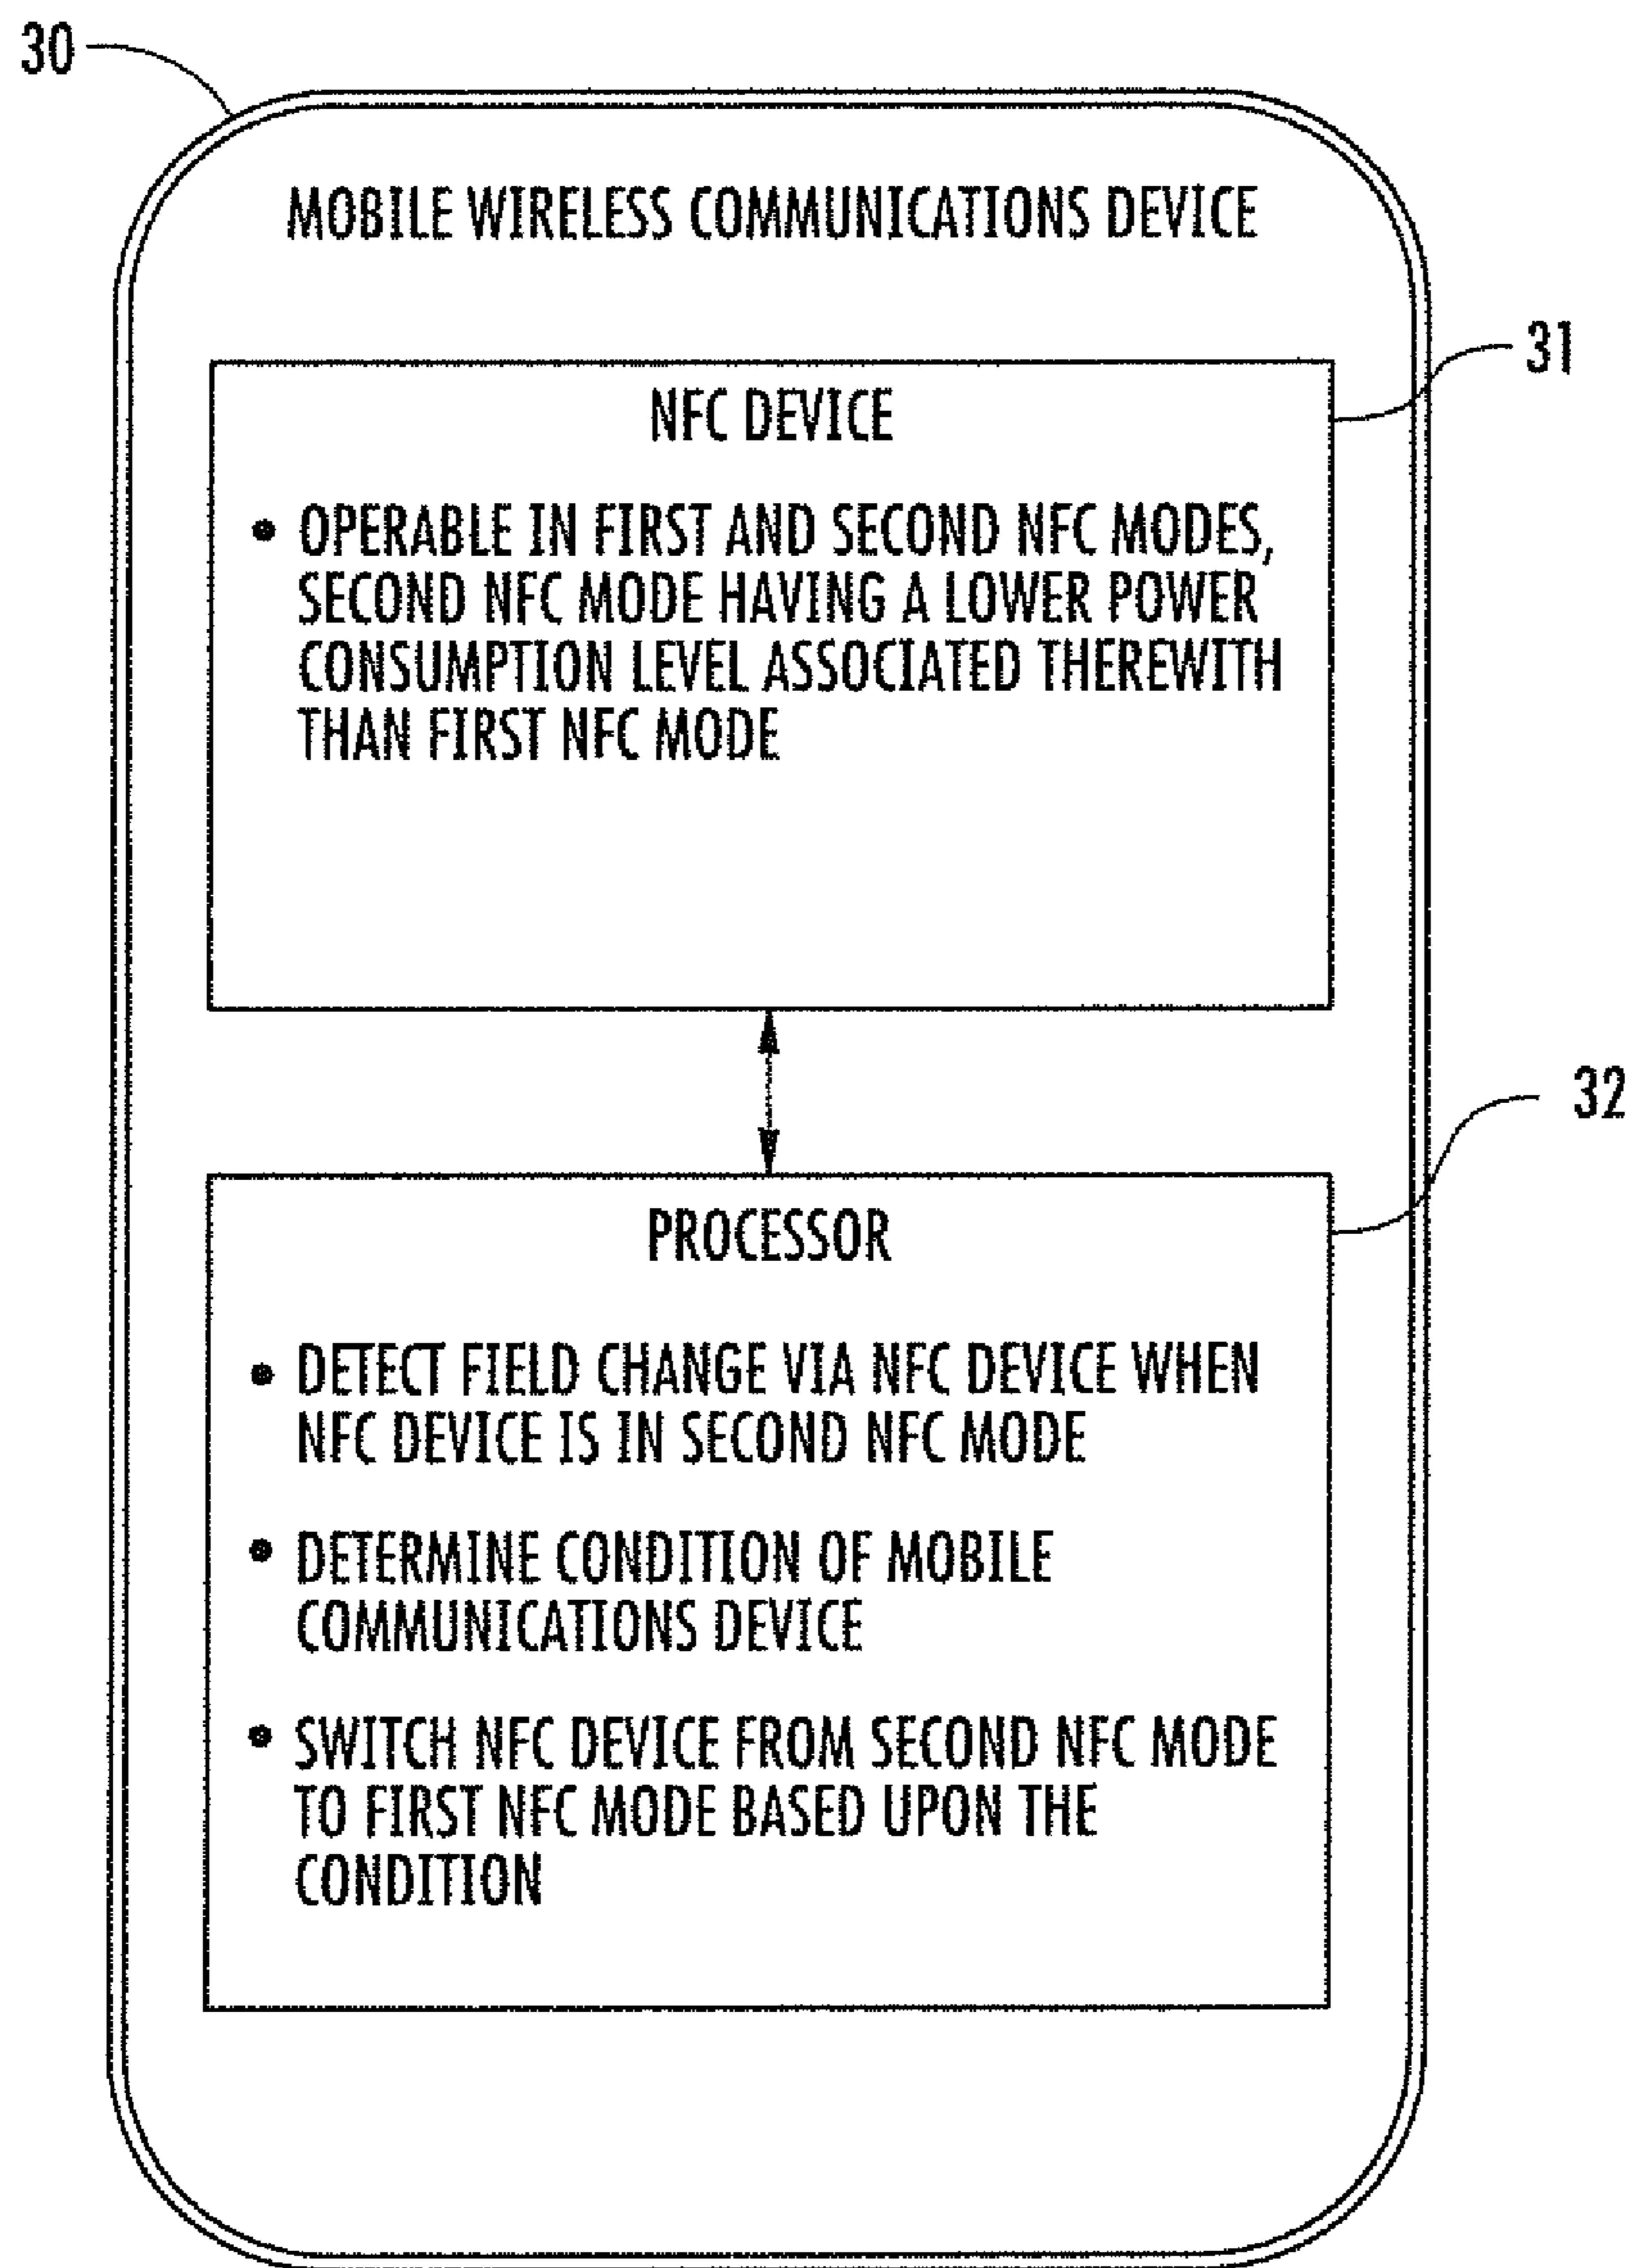 30
MOBILE WIRELESS COMMUNICATIONS DEVICE
31
NFC DEVICE
• OPERABLE IN FIRST AND SECOND NFC MODES,
SECOND NFC MODE HAVING A LOWER POWER
CONSUMPTION LEVEL ASSOCIATED THEREWITH
THAN FIRST NFC MODE
32
PROCESSOR
• DETECT FIELD CHANGE VIA NFC DEVICE WHEN
NFC DEVICE IS IN SECOND NFC MODE
• DETERMINE CONDITION OF MOBILE
COMMUNICATIONS DEVICE
• SWITCH NFC DEVICE FROM SECOND NFC MODE
TO FIRST NFC MODE BASED UPON THE
CONDITION